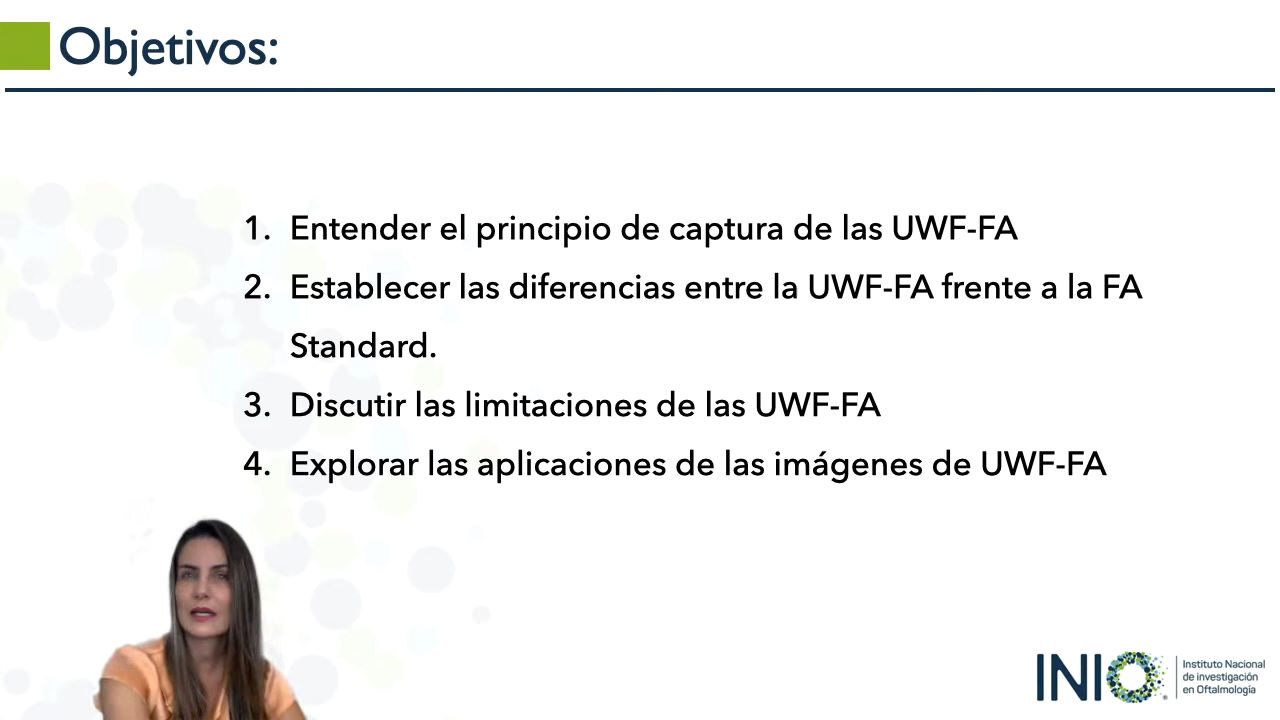 Objetivos:
1. Entender el principio de captura de las UWF-FA
2. Establecer las diferencias entre la UWF-FA frente a la FA
Standard.
3. Discutir las limitaciones de las UWF-FA
4. Explorar las aplicaciones de las imágenes de UWF-FA
INIO®
Instituto Nacional
de investigación
en Oftalmología